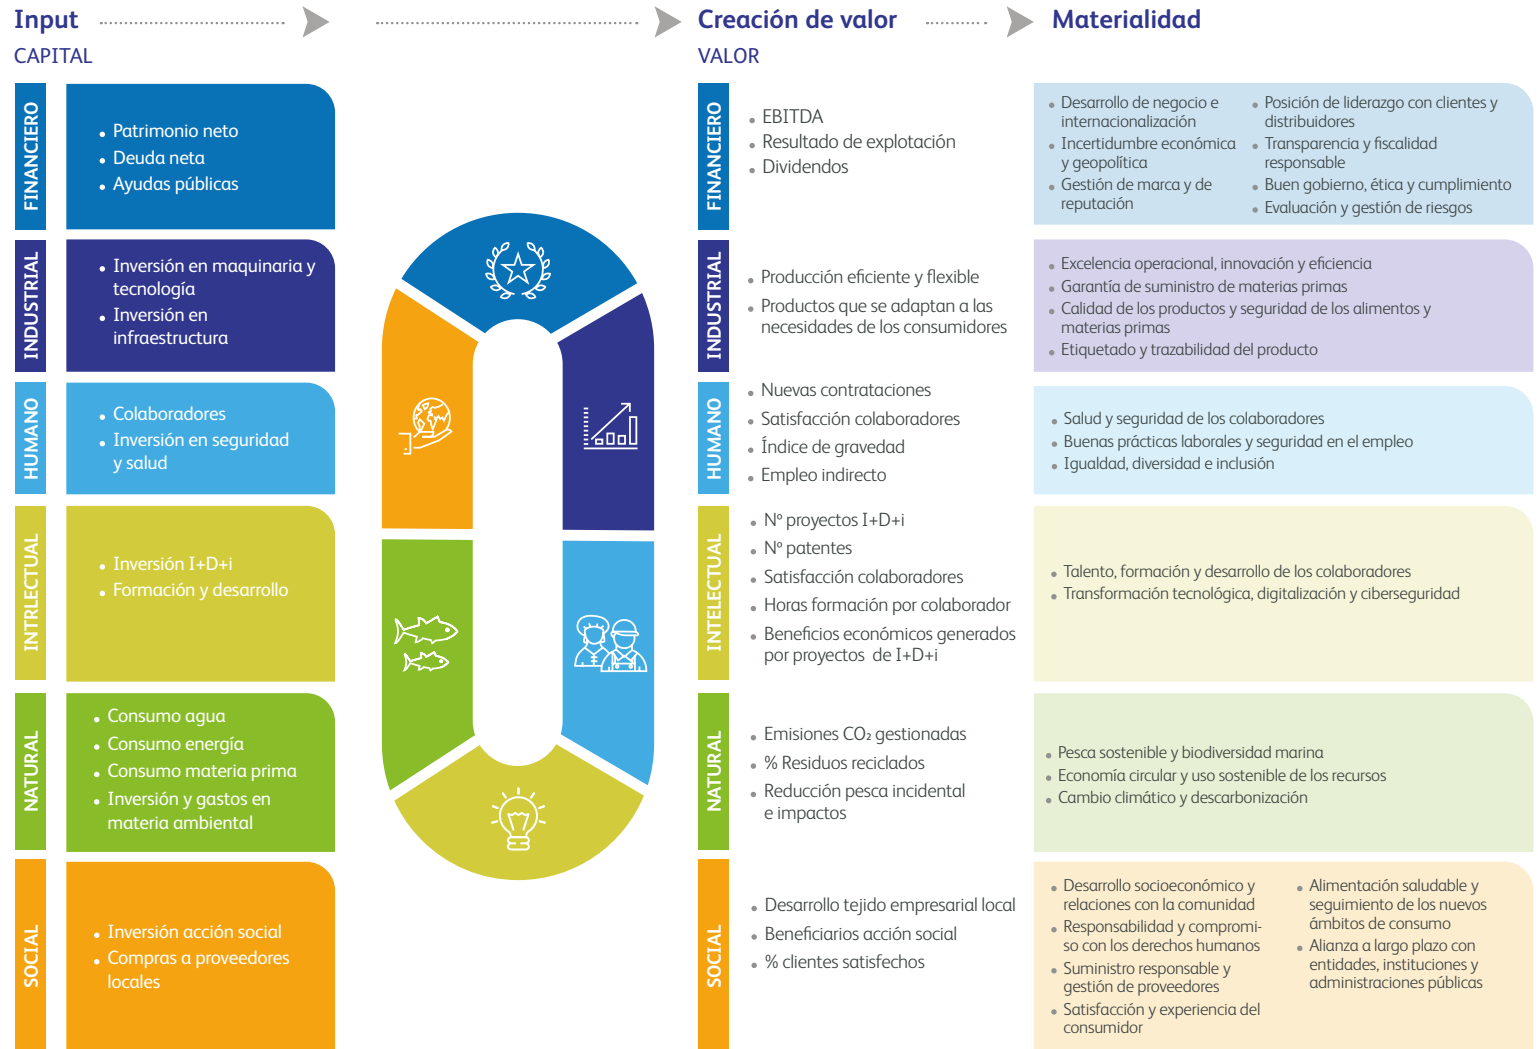 Input
CAPITAL
FINANCIERO
Patrimonio neto
Deuda neta
Ayudas públicas
INDUSTRIAL
Inversión en maquinaria y
tecnología
Inversión en
infraestructura
HUMANO
Colaboradores
Inversión en seguridad
y salud
INTRLECTUAL
Inversión I+D+i
Formación y desarrollo
NATURAL
Consumo agua
Consumo energía
Consumo materia prima
Inversión y gastos en
materia ambiental
SOCIAL
Inversión acción social
Compras a proveedores
locales
Creación de valor
VALOR
FINANCIERO
EBITDA
Resultado de explotación
Dividendos
INDUSTRIAL
Producción eficiente y flexible
Productos que se adaptan a las
necesidades de los consumidores
HUMANO
Nuevas contrataciones
Satisfacción colaboradores
Índice de gravedad
Empleo indirecto
INTELECTUAL
Nº proyectos I+D+i
Nº patentes
Satisfacción colaboradores
Horas formación por colaborador
Beneficios económicos generados
por proyectos de I+D+i
NATURAL
Emisiones CO₂ gestionadas
% Residuos reciclados
Reducción pesca incidental
e impactos
SOCIAL
Desarrollo tejido empresarial local
Beneficiarios acción social
% clientes satisfechos
Materialidad
Desarrollo de negocio e
internacionalización
Incertidumbre económica
y geopolítica
Gestión de marca y de
reputación
Posición de liderazgo con clientes y
distribuidores
Transparencia y fiscalidad
responsable
Buen gobierno, ética y cumplimiento
Evaluación y gestión de riesgos
Excelencia operacional, innovación y eficiencia
Garantía de suministro de materias primas
Calidad de los productos y seguridad de los alimentos y
materias primas
Etiquetado y trazabilidad del producto
Salud y seguridad de los colaboradores
Buenas prácticas laborales y seguridad en el empleo
Igualdad, diversidad e inclusión
Talento, formación y desarrollo de los colaboradores
Transformación tecnológica, digitalización y ciberseguridad
Pesca sostenible y biodiversidad marina
Economía circular y uso sostenible de los recursos
Cambio climático y descarbonización
Desarrollo socioeconómico y
relaciones con la comunidad
Responsabilidad y compromi-
so con los derechos humanos
Suministro responsable y
gestión de proveedores
Satisfacción y experiencia del
consumidor
Alimentación saludable y
seguimiento de los nuevos
ámbitos de consumo
Alianza a largo plazo con
entidades, instituciones y
administraciones públicas